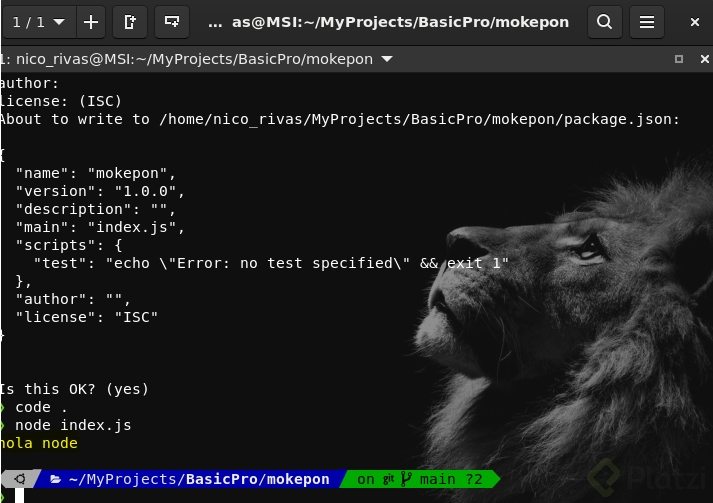 1 / 1 ... as@MSI:~/MyProjects/BasicPro/mokepon
1: nico_rivas@MSI:~/MyProjects/BasicPro/mokepon
author:
license: (ISC)
About to write to /home/nico_rivas/MyProjects/BasicPro/mokepon/package.json:
{
"name": "mokepon",
"version": "1.0.0",
"description": "",
"main": "index.js",
"scripts": {
"test": "echo \"Error: no test specified\" && exit 1"
},
"author": "",
"license": "ISC"
}
Is this OK? (yes)
❯ code .
❯ node index.js
hola node
~/MyProjects/BasicPro/mokepon on git main ?2
❯
Platzi